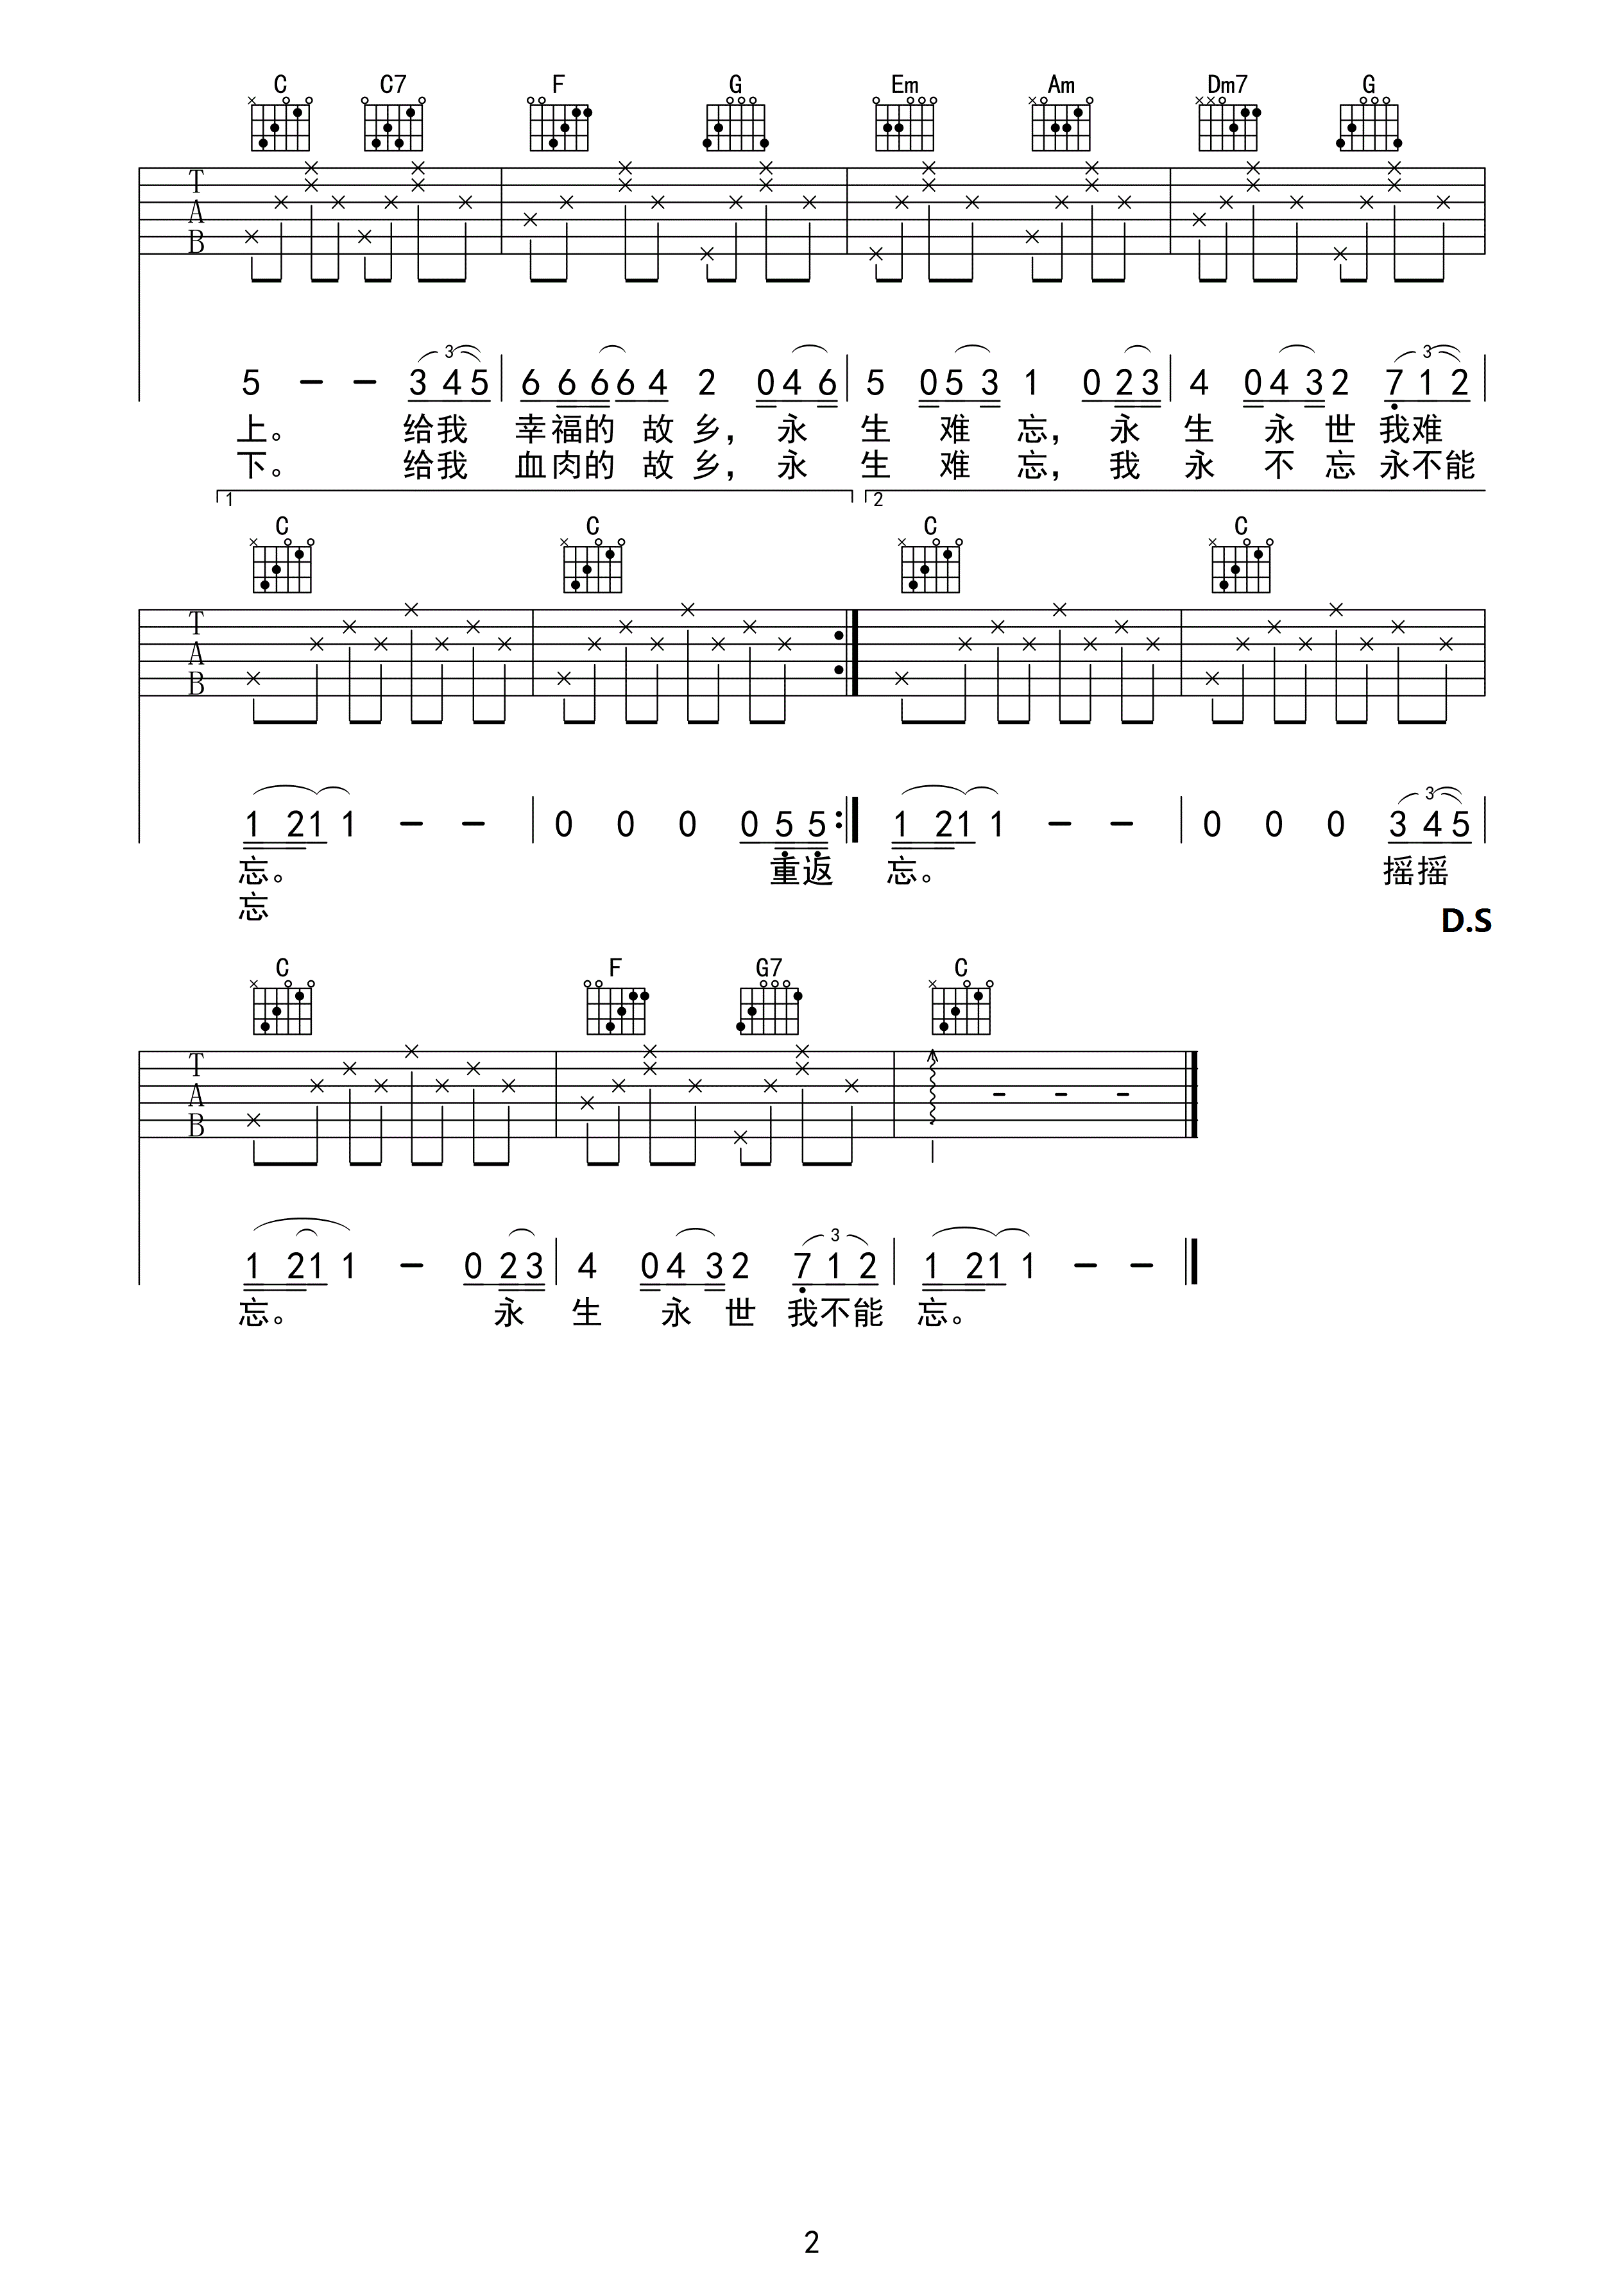 C C7 F G Em Am Dm7 G
T
A
B
3 3
5 - - 3 4 5 | 6 6 6 6 4 2 0 4 6 | 5 0 5 3 1 0 2 3 | 4 0 4 3 2 7 1 2 |
上。 给我 幸福的 故 乡， 永 生 难 忘， 永 生 永 世 我难
下。 给我 血肉的 故 乡， 永 生 难 忘， 我 永 不 忘 永不能
1 2
C C C C
T
A
B
3
1 2 1 1 - - | 0 0 0 0 5 5 :| 1 2 1 1 - - | 0 0 0 3 4 5 |
忘。 重返 忘。 摇摇
忘
D.S
C F G7 C
T
A
B
- - -
3
1 2 1 1 - 0 2 3 | 4 0 4 3 2 7 1 2 | 1 2 1 1 - - ‖
忘。 永 生 永 世 我不能 忘。
2